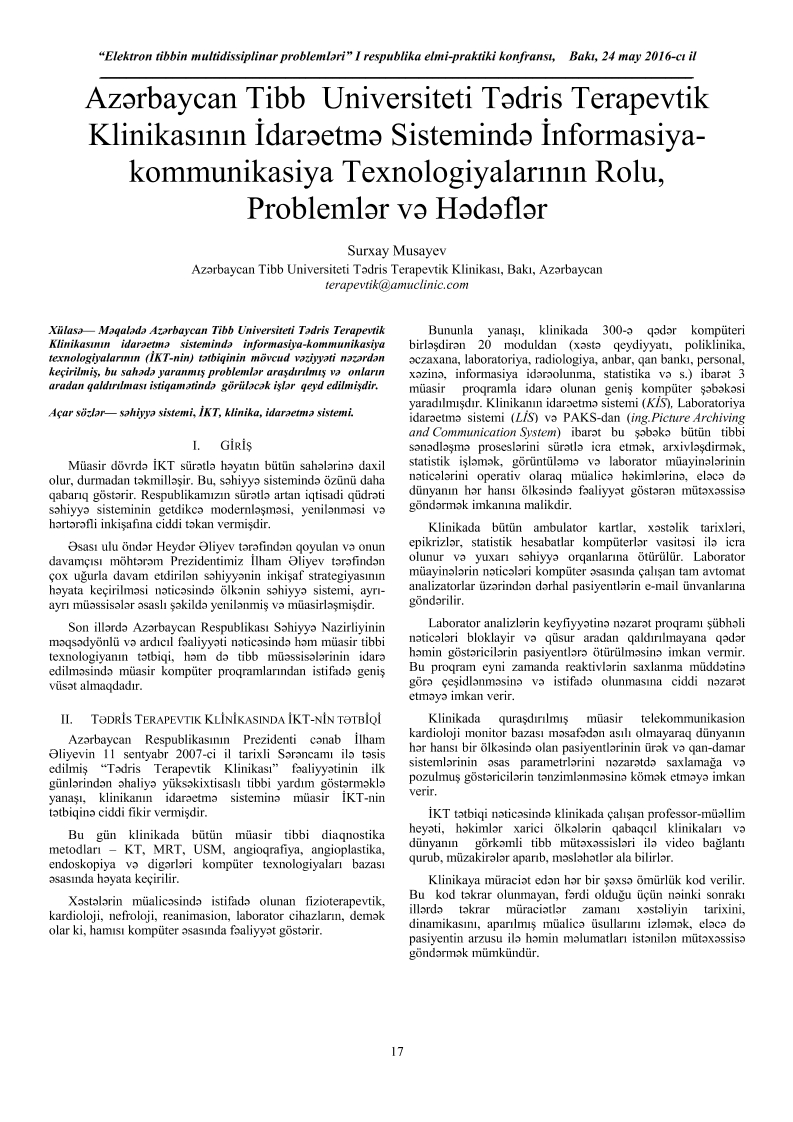 “Elektron tibbin multidissiplinar problemləri” I respublika elmi-praktiki konfransı, Bakı, 24 may 2016-cı il
Azərbaycan Tibb Universiteti Tədris Terapevtik
Klinikasının İdarəetmə Sistemində İnformasiya-
kommunikasiya Texnologiyalarının Rolu,
Problemlər və Hədəflər
Surxay Musayev
Azərbaycan Tibb Universiteti Tədris Terapevtik Klinikası, Bakı, Azərbaycan
terapevtik@amuclinic.com
Xülasə— Məqalədə Azərbaycan Tibb Universiteti Tədris Terapevtik
Klinikasının idarəetmə sistemində informasiya-kommunikasiya
texnologiyalarının (İKT-nin) tətbiqinin mövcud vəziyyəti nəzərdən
keçirilmiş, bu sahədə yaranmış problemlər araşdırılmış və onların
aradan qaldırılması istiqamətində görüləcək işlər qeyd edilmişdir.
Açar sözlər— səhiyyə sistemi, İKT, klinika, idarəetmə sistemi.
I. GİRİŞ
Müasir dövrdə İKT sürətlə həyatın bütün sahələrinə daxil
olur, durmadan təkmilləşir. Bu, səhiyyə sistemində özünü daha
qabarıq göstərir. Respublikamızın sürətlə artan iqtisadi qüdrəti
səhiyyə sisteminin getdikcə modernləşməsi, yenilənməsi və
hərtərəfli inkişafına ciddi təkan vermişdir.
Əsası ulu öndər Heydər Əliyev tərəfindən qoyulan və onun
davamçısı möhtərəm Prezidentimiz İlham Əliyev tərəfindən
çox uğurla davam etdirilən səhiyyənin inkişaf strategiyasının
həyata keçirilməsi nəticəsində ölkənin səhiyyə sistemi, ayrı-
ayrı müəssisələr əsaslı şəkildə yenilənmiş və müasirləşmişdir.
Son illərdə Azərbaycan Respublikası Səhiyyə Nazirliyinin
məqsədyönlü və ardıcıl fəaliyyəti nəticəsində həm müasir tibbi
texnologiyanın tətbiqi, həm də tibb müəssisələrinin idarə
edilməsində müasir kompüter proqramlarından istifadə geniş
vüsət almaqdadır.
II. TƏDRİS TERAPEVTİK KLİNİKASINDA İKT-NİN TƏTBİQİ
Azərbaycan Respublikasının Prezidenti cənab İlham
Əliyevin 11 sentyabr 2007-ci il tarixli Sərəncamı ilə təsis
edilmiş “Tədris Terapevtik Klinikası” fəaliyyətinin ilk
günlərindən əhaliyə yüksəkixtisaslı tibbi yardım göstərməklə
yanaşı, klinikanın idarəetmə sisteminə müasir İKT-nin
tətbiqinə ciddi fikir vermişdir.
Bu gün klinikada bütün müasir tibbi diaqnostika
metodları – KT, MRT, USM, angioqrafiya, angioplastika,
endoskopiya və digərləri kompüter texnologiyaları bazası
əsasında həyata keçirilir.
Xəstələrin müalicəsində istifadə olunan fizioterapevtik,
kardioloji, nefroloji, reanimasion, laborator cihazların, demək
olar ki, hamısı kompüter əsasında fəaliyyət göstərir.
Bununla yanaşı, klinikada 300-ə qədər kompüteri
birləşdirən 20 moduldan (xəstə qeydiyyatı, poliklinika,
əczaxana, laboratoriya, radiologiya, anbar, qan bankı, personal,
xəzinə, informasiya idərəolunma, statistika və s.) ibarət 3
müasir proqramla idarə olunan geniş kompüter şəbəkəsi
yaradılmışdır. Klinikanın idarəetmə sistemi (KİS), Laboratoriya
idarəetmə sistemi (LİS) və PAKS-dan (ing.Picture Archiving
and Communication System) ibarət bu şəbəkə bütün tibbi
sənədləşmə proseslərini sürətlə icra etmək, arxivləşdirmək,
statistik işləmək, görüntüləmə və laborator müayinələrinin
nəticələrini operativ olaraq müalicə həkimlərinə, eləcə də
dünyanın hər hansı ölkəsində fəaliyyət göstərən mütəxəssisə
göndərmək imkanına malikdir.
Klinikada bütün ambulator kartlar, xəstəlik tarixləri,
epikrizlər, statistik hesabatlar kompüterlər vasitəsi ilə icra
olunur və yuxarı səhiyyə orqanlarına ötürülür. Laborator
müayinələrin nəticələri kompüter əsasında çalışan tam avtomat
analizatorlar üzərindən dərhal pasiyentlərin e-mail ünvanlarına
göndərilir.
Laborator analizlərin keyfiyyətinə nəzarət proqramı şübhəli
nəticələri bloklayir və qüsur aradan qaldırılmayana qədər
həmin göstəricilərin pasiyentlərə ötürülməsinə imkan vermir.
Bu proqram eyni zamanda reaktivlərin saxlanma müddətinə
görə çeşidlənməsinə və istifadə olunmasına ciddi nəzarət
etməyə imkan verir.
Klinikada quraşdırılmış müasir telekommunikasion
kardioloji monitor bazası məsafədən asılı olmayaraq dünyanın
hər hansı bir ölkəsində olan pasiyentlərinin ürək və qan-damar
sistemlərinin əsas parametrlərini nəzarətdə saxlamağa və
pozulmuş göstəricilərin tənzimlənməsinə kömək etməyə imkan
verir.
İKT tətbiqi nəticəsində klinikada çalışan professor-müəllim
heyəti, həkimlər xarici ölkələrin qabaqcıl klinikaları və
dünyanın görkəmli tibb mütəxəssisləri ilə video bağlantı
qurub, müzakirələr aparıb, məsləhətlər ala bilirlər.
Klinikaya müraciət edən hər bir şəxsə ömürlük kod verilir.
Bu kod təkrar olunmayan, fərdi olduğu üçün nəinki sonrakı
illərdə təkrar müraciətlər zamanı xəstəliyin tarixini,
dinamikasını, aparılmış müalicə üsullarını izləmək, eləcə də
pasiyentin arzusu ilə həmin məlumatları istənilən mütəxəssisə
göndərmək mümkündür.
17